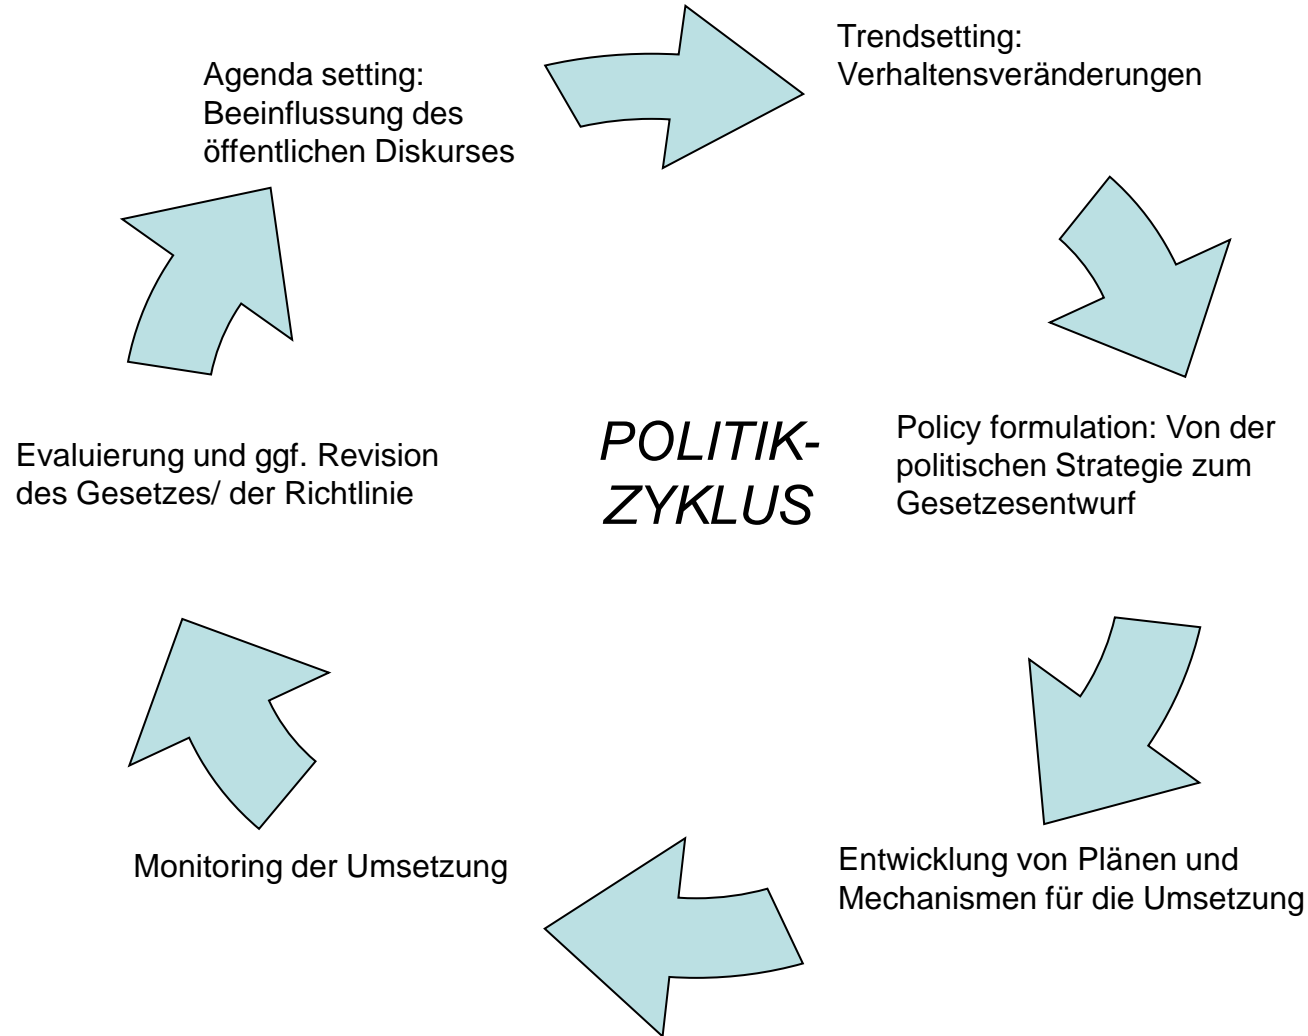 Agenda setting:
Beeinflussung des
öffentlichen Diskurses
Trendsetting:
Verhaltensveränderungen
Policy formulation: Von der
politischen Strategie zum
Gesetzesentwurf
Entwicklung von Plänen und
Mechanismen für die Umsetzung
Monitoring der Umsetzung
Evaluierung und ggf. Revision
des Gesetzes/ der Richtlinie
POLITIK-
ZYKLUS